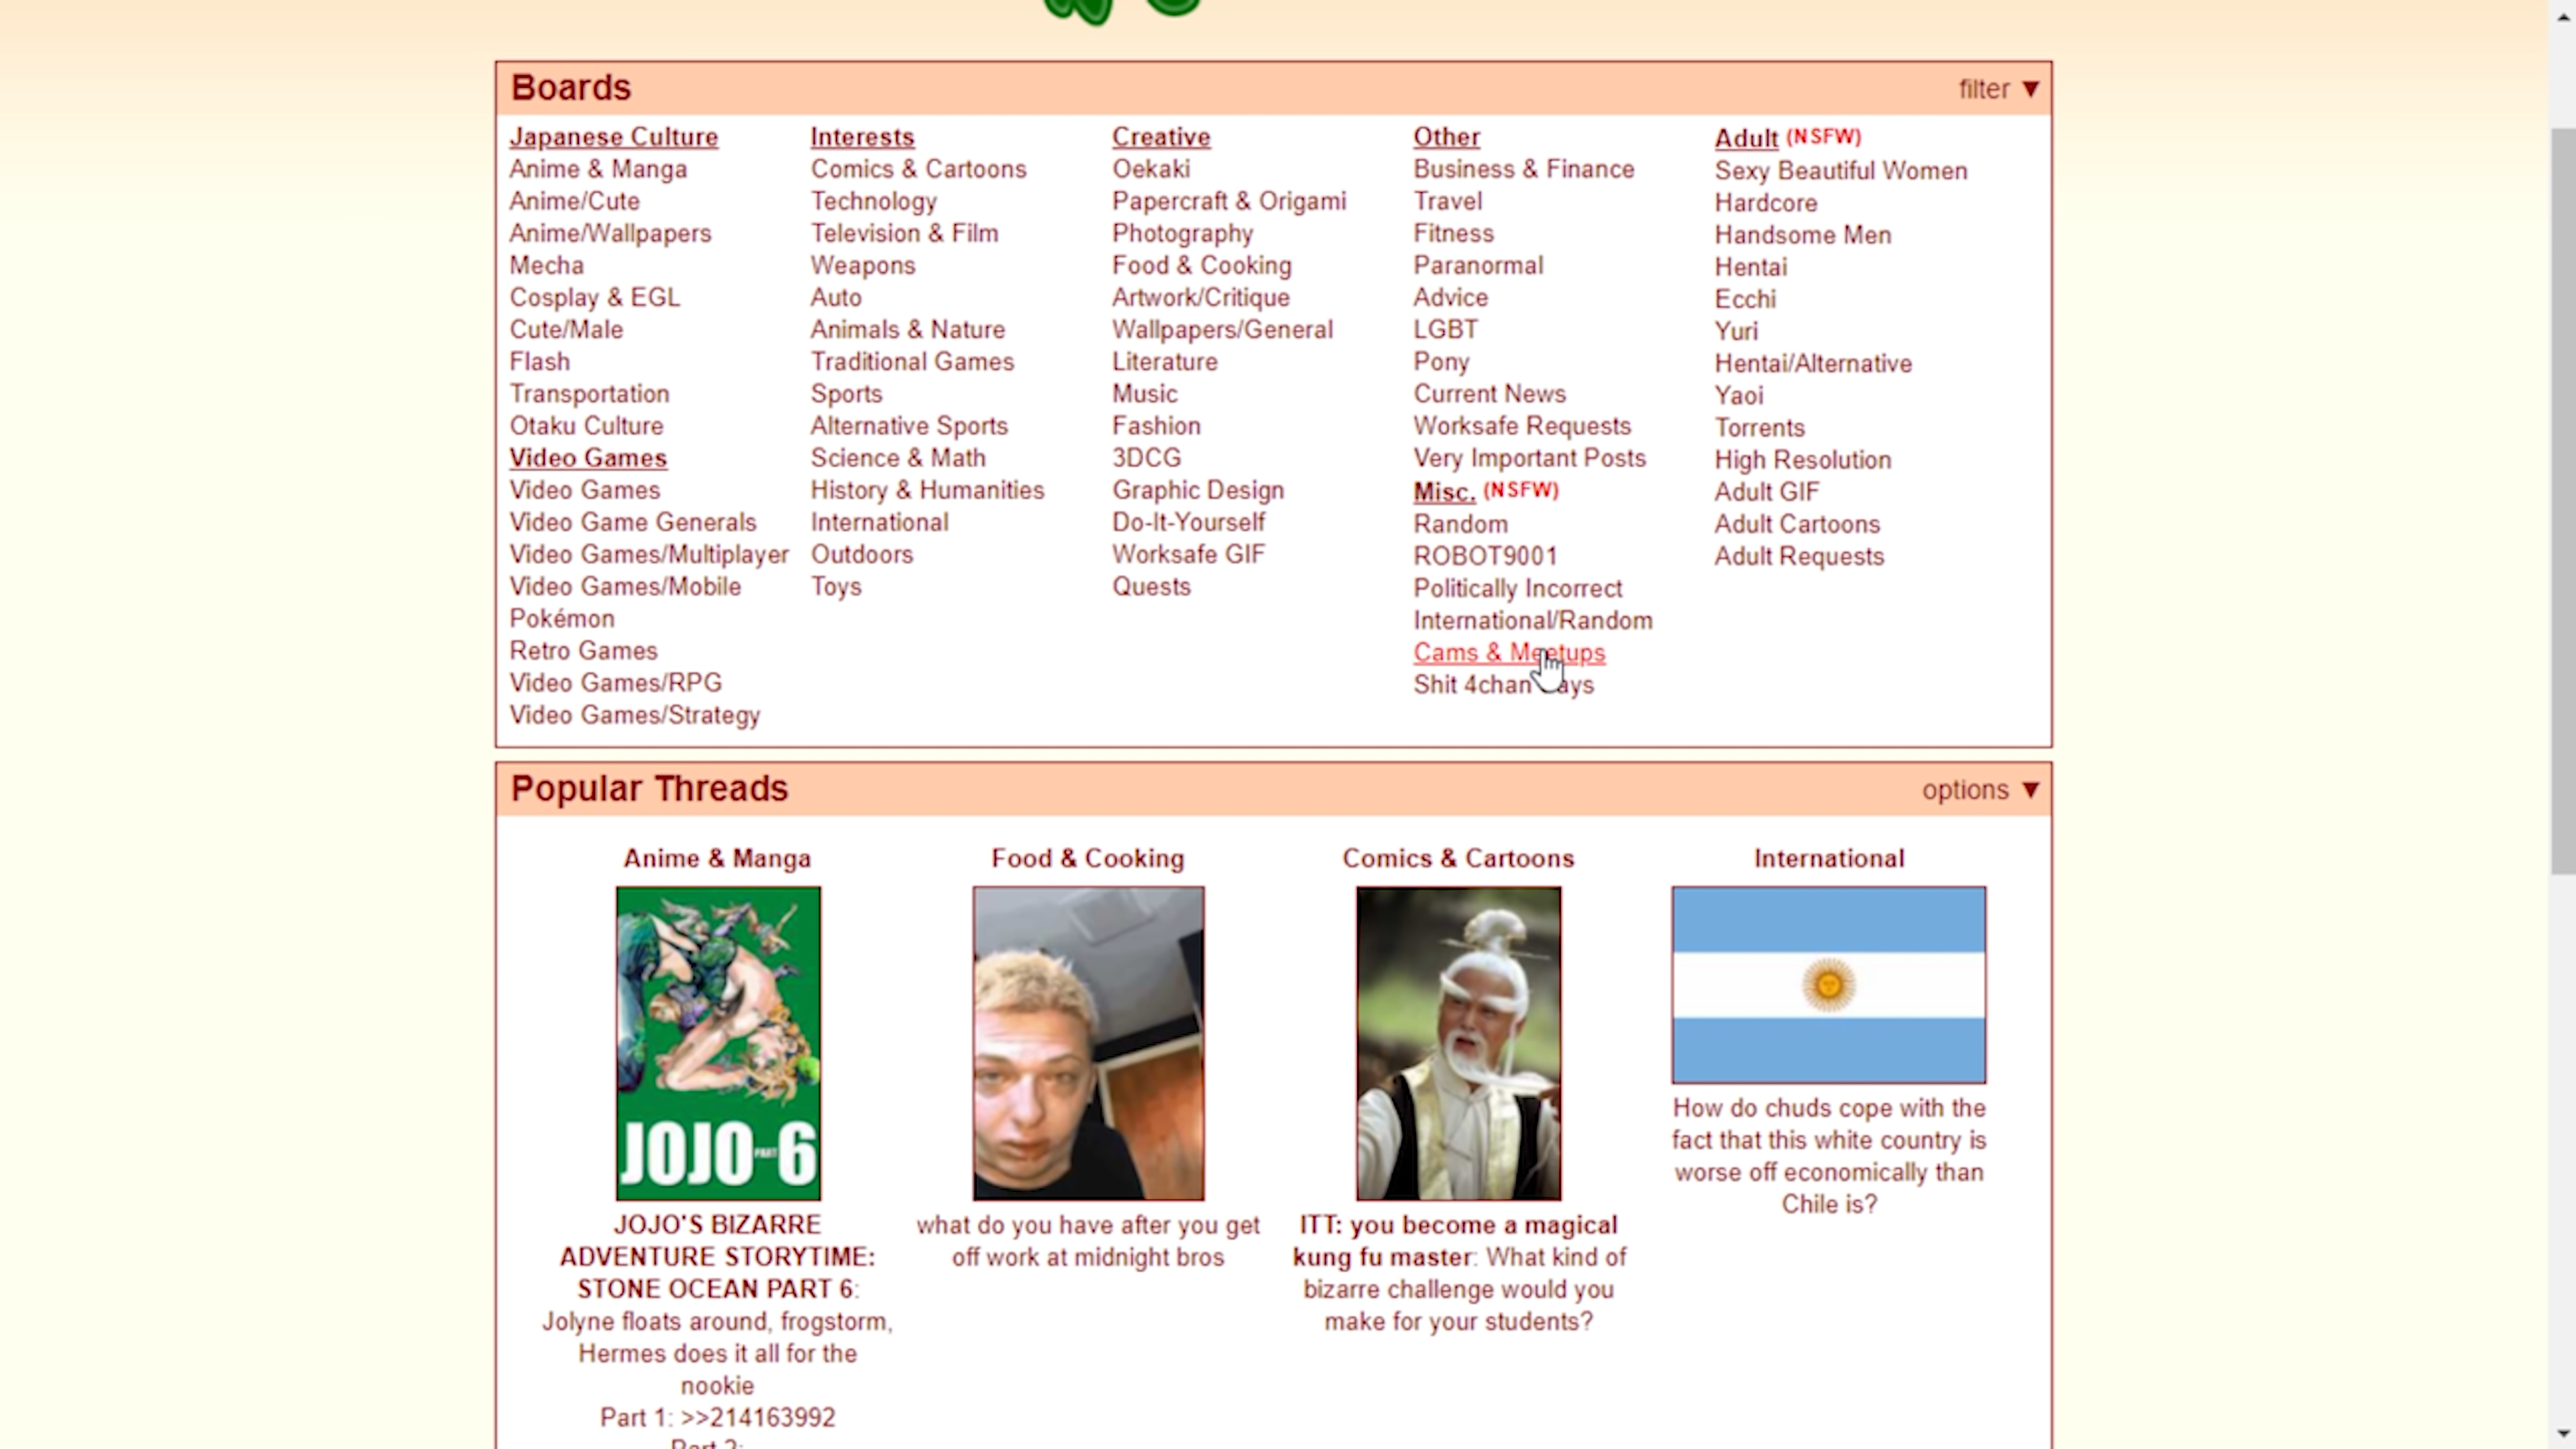 Boards
filter ▼
Japanese Culture
Anime & Manga
Anime/Cute
Anime/Wallpapers
Mecha
Cosplay & EGL
Cute/Male
Flash
Transportation
Otaku Culture
Video Games
Video Games
Video Game Generals
Video Games/Multiplayer
Video Games/Mobile
Pokémon
Retro Games
Video Games/RPG
Video Games/Strategy
Interests
Comics & Cartoons
Technology
Television & Film
Weapons
Auto
Animals & Nature
Traditional Games
Sports
Alternative Sports
Science & Math
History & Humanities
International
Outdoors
Toys
Creative
Oekaki
Papercraft & Origami
Photography
Food & Cooking
Artwork/Critique
Wallpapers/General
Literature
Music
Fashion
3DCG
Graphic Design
Do-It-Yourself
Worksafe GIF
Quests
Other
Business & Finance
Travel
Fitness
Paranormal
Advice
LGBT
Pony
Current News
Worksafe Requests
Very Important Posts
Misc. (NSFW)
Random
ROBOT9001
Politically Incorrect
International/Random
Cams & Meetups
Shit 4chan
Adult (NSFW)
Sexy Beautiful Women
Hardcore
Handsome Men
Hentai
Ecchi
Yuri
Hentai/Alternative
Yaoi
Torrents
High Resolution
Adult GIF
Adult Cartoons
Adult Requests
Popular Threads
options ▼
Anime & Manga
JOJO PART 6
JOJO'S BIZARRE
ADVENTURE STORYTIME:
STONE OCEAN PART 6:
Jolyne floats around, frogstorm,
Hermes does it all for the
nookie
Part 1: >>214163992
Part 2:
Food & Cooking
what do you have after you get
off work at midnight bros
Comics & Cartoons
ITT: you become a magical
kung fu master: What kind of
bizarre challenge would you
make for your students?
International
How do chuds cope with the
fact that this white country is
worse off economically than
Chile is?